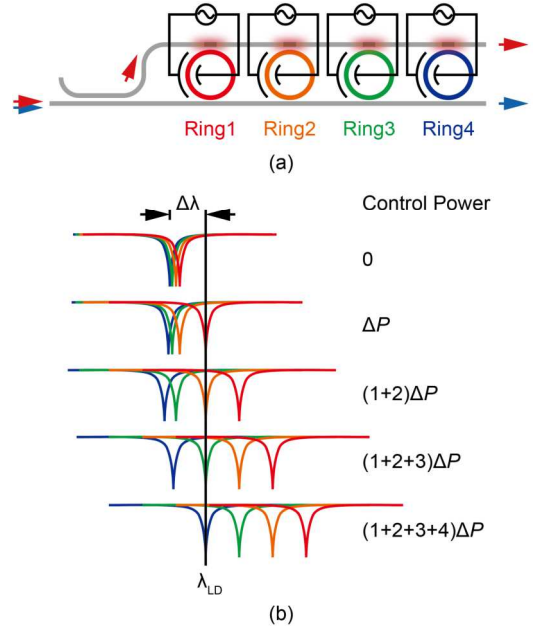 Ring1 Ring2 Ring3 Ring4
(a)
Δλ Control Power
0
ΔP
(1+2)ΔP
(1+2+3)ΔP
(1+2+3+4)ΔP
λLD
(b)